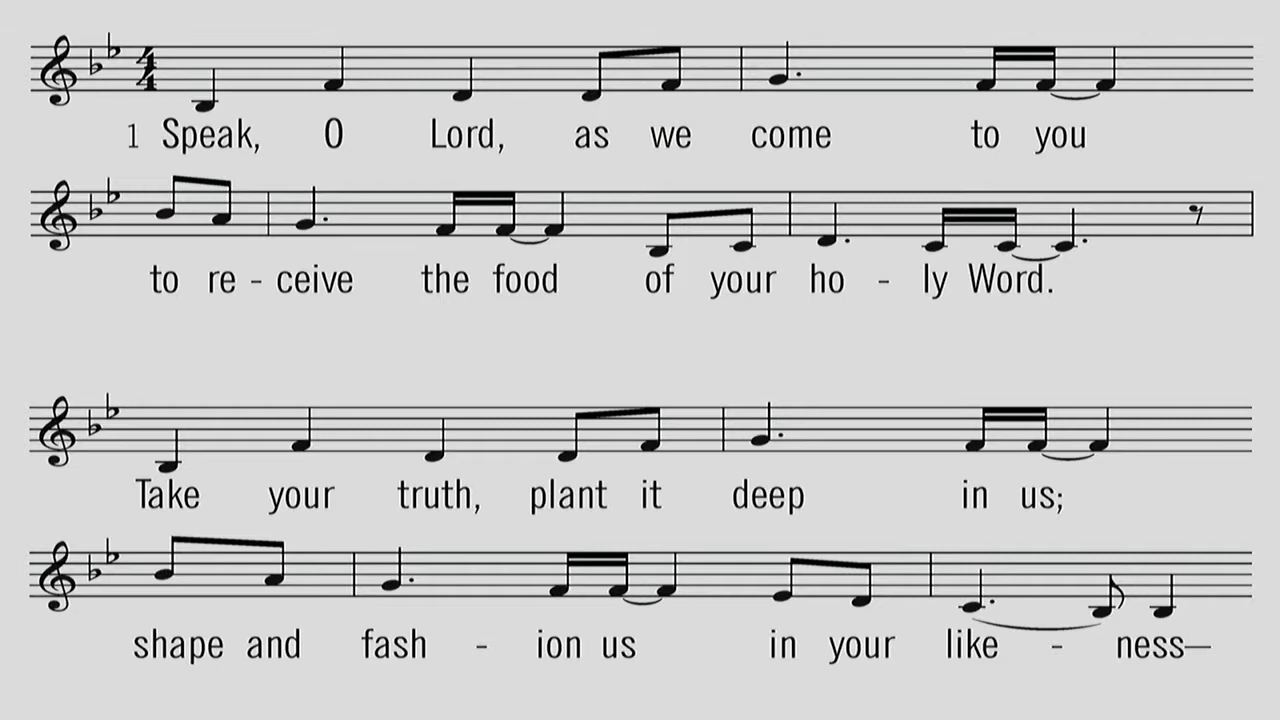 1 Speak, O Lord, as we come to you
to re - ceive the food of your ho - ly Word.
Take your truth, plant it deep in us;
shape and fash - ion us in your like - ness—